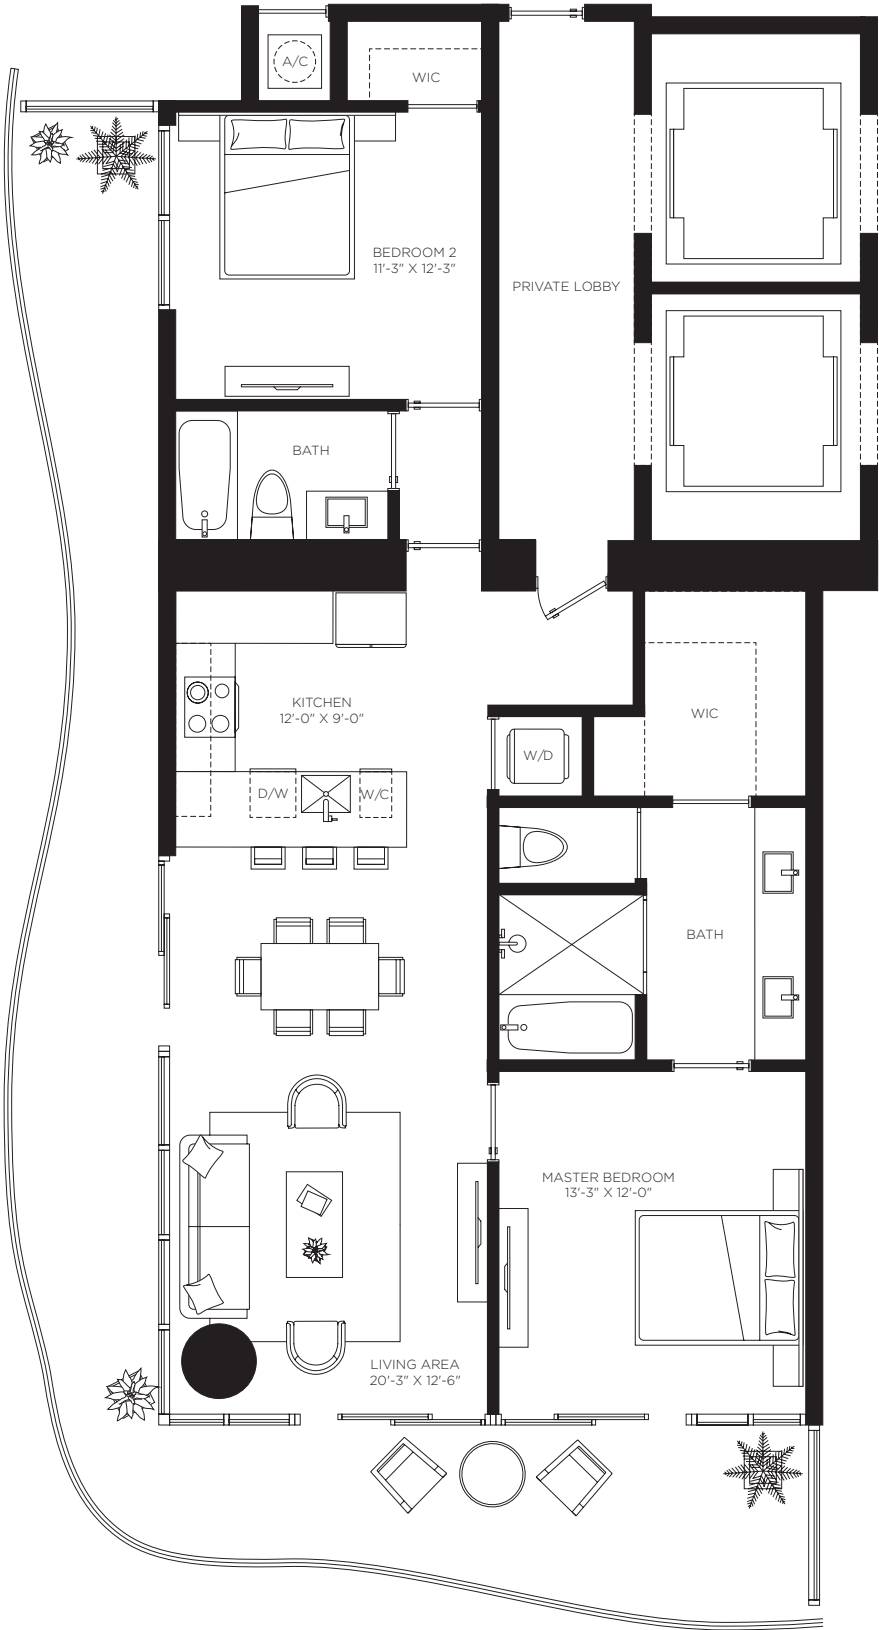 A/C
WIC
BEDROOM 2
11'-3" X 12'-3"
PRIVATE LOBBY
BATH
KITCHEN
12'-0" X 9'-0"
WIC
W/D
D/W
W/C
BATH
MASTER BEDROOM
13'-3" X 12'-0"
LIVING AREA
20'-3" X 12'-6"